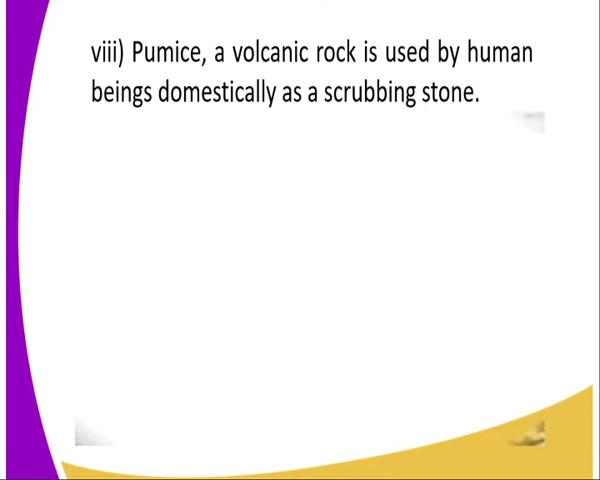 viii) Pumice, a volcanic rock is used by human
beings domestically as a scrubbing stone.